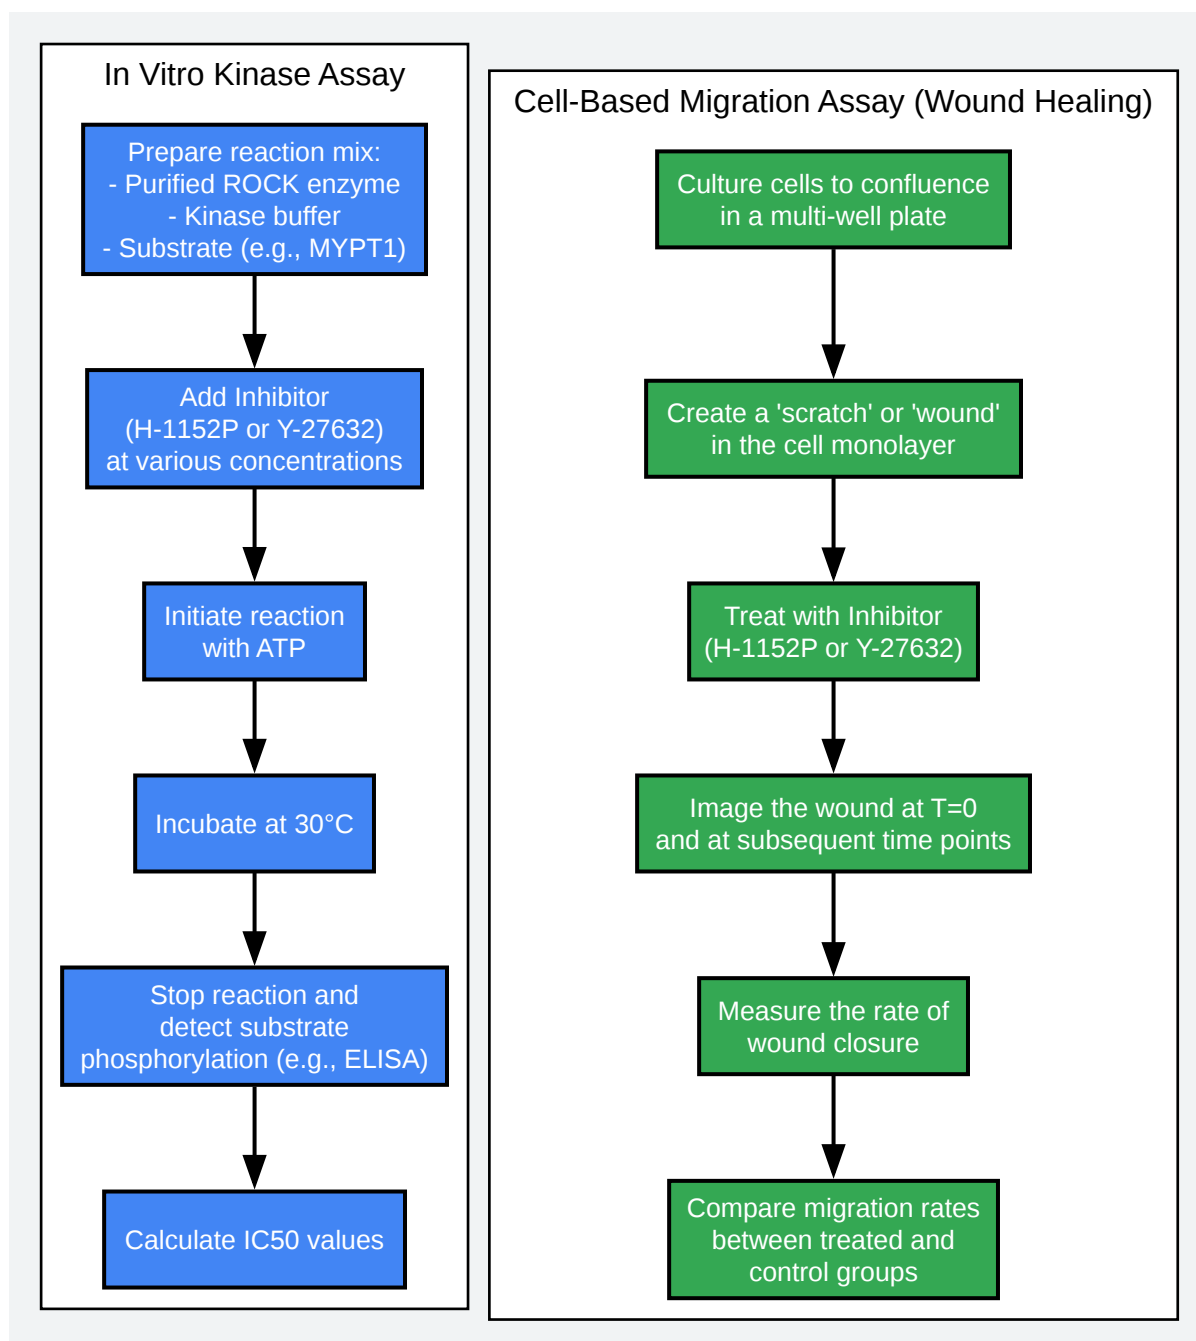 In Vitro Kinase Assay
Prepare reaction mix:
- Purified ROCK enzyme
- Kinase buffer
- Substrate (e.g., MYPT1)
Add Inhibitor
(H-1152P or Y-27632)
at various concentrations
Initiate reaction
with ATP
Incubate at 30°C
Stop reaction and
detect substrate
phosphorylation (e.g., ELISA)
Calculate IC50 values
Cell-Based Migration Assay (Wound Healing)
Culture cells to confluence
in a multi-well plate
Create a 'scratch' or 'wound'
in the cell monolayer
Treat with Inhibitor
(H-1152P or Y-27632)
Image the wound at T=0
and at subsequent time points
Measure the rate of
wound closure
Compare migration rates
between treated and
control groups